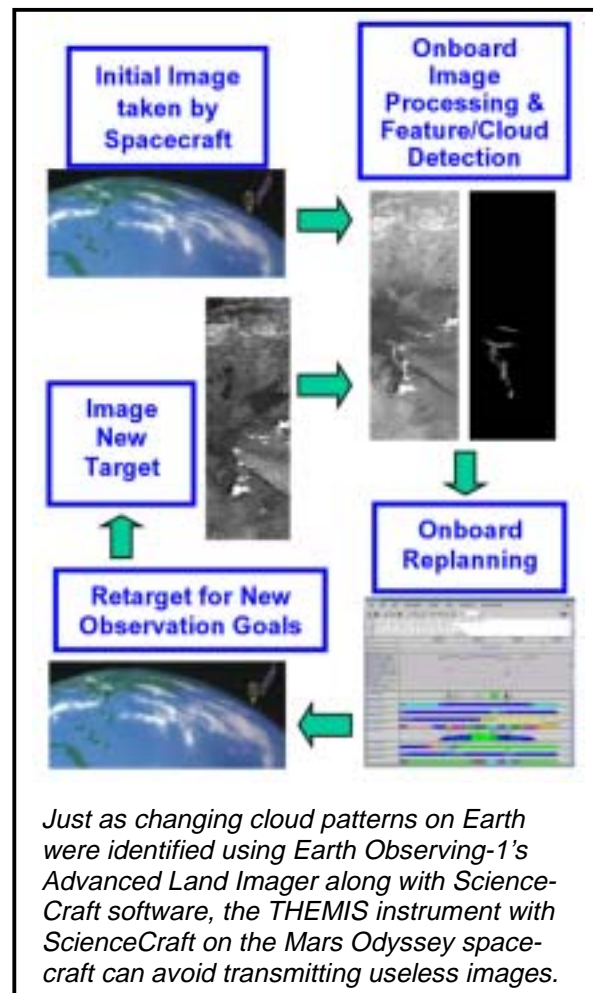 Initial Image
taken by
Spacecraft
Onboard
Image
Processing &
Feature/Cloud
Detection
Image
New
Target
Onboard
Replanning
Retarget for New
Observation Goals
Just as changing cloud patterns on Earth
were identified using Earth Observing-1's
Advanced Land Imager along with Science-
Craft software, the THEMIS instrument with
ScienceCraft on the Mars Odyssey space-
craft can avoid transmitting useless images.